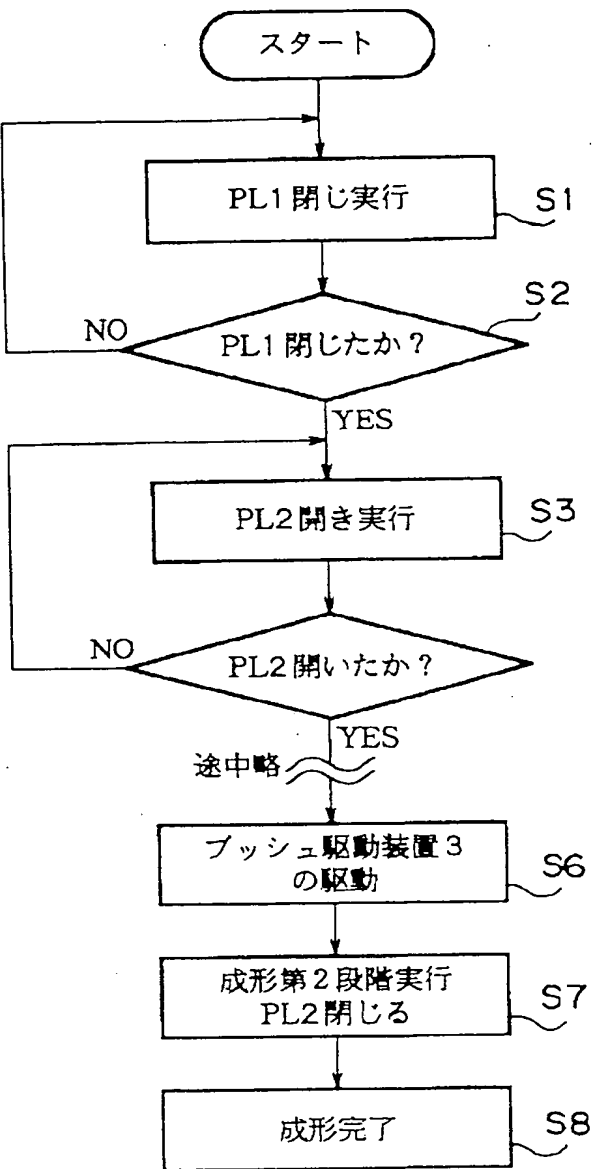 スタート
PL1閉じ実行
S1
S2
NO
PL1閉じたか?
YES
PL2開き実行
S3
NO
PL2開いたか?
YES
途中略
ブッシュ駆動装置3
の駆動
S6
成形第2段階実行
PL2閉じる
S7
成形完了
S8